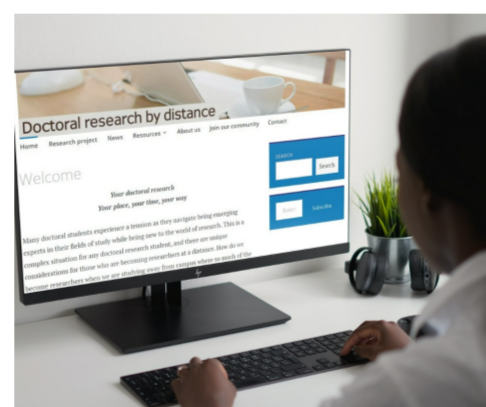 Doctoral research by distance
Home Research project News Resources About us Join our community Contact
Welcome
SEARCH
Search
Your doctoral research
Your place, your time, your way
Subscribe
Many doctoral students experience a tension as they navigate being emerging
experts in their fields of study while being new to the world of research. This is a
complex situation for any doctoral research student, and there are unique
considerations for those who are becoming researchers at a distance. How do we
become researchers when we are studying away from campus where so much of the
hp